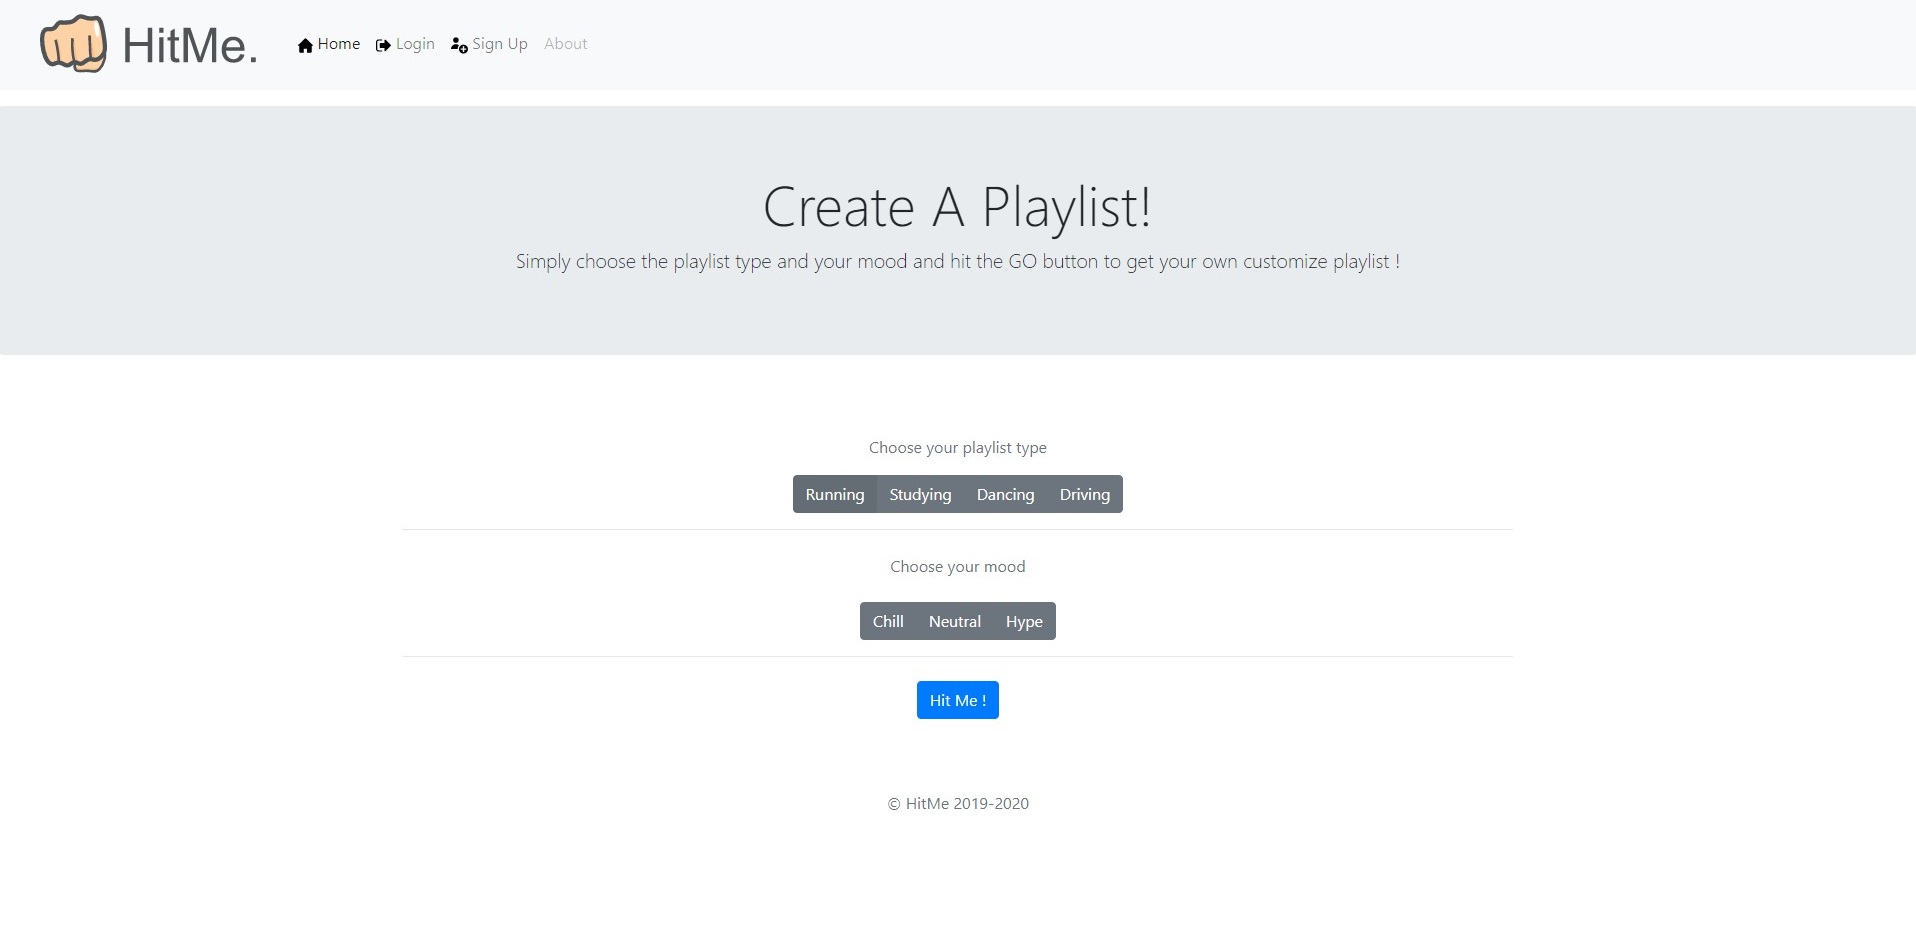 HitMe.
Home Login Sign Up About
Create A Playlist!
Simply choose the playlist type and your mood and hit the GO button to get your own customize playlist !
Choose your playlist type
Running Studying Dancing Driving
Choose your mood
Chill Neutral Hype
Hit Me !
© HitMe 2019-2020